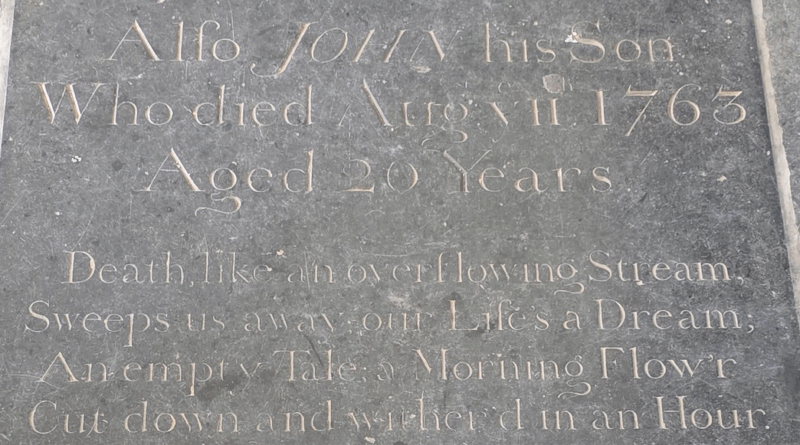 Alſo JOHN his Son
Who died Aug. vii. 1763
Aged 20 Years
Death, like an overflowing Stream,
Sweeps us away; our Life's a Dream;
An empty Tale; a Morning Flow'r
Cut down and wither'd in an Hour.